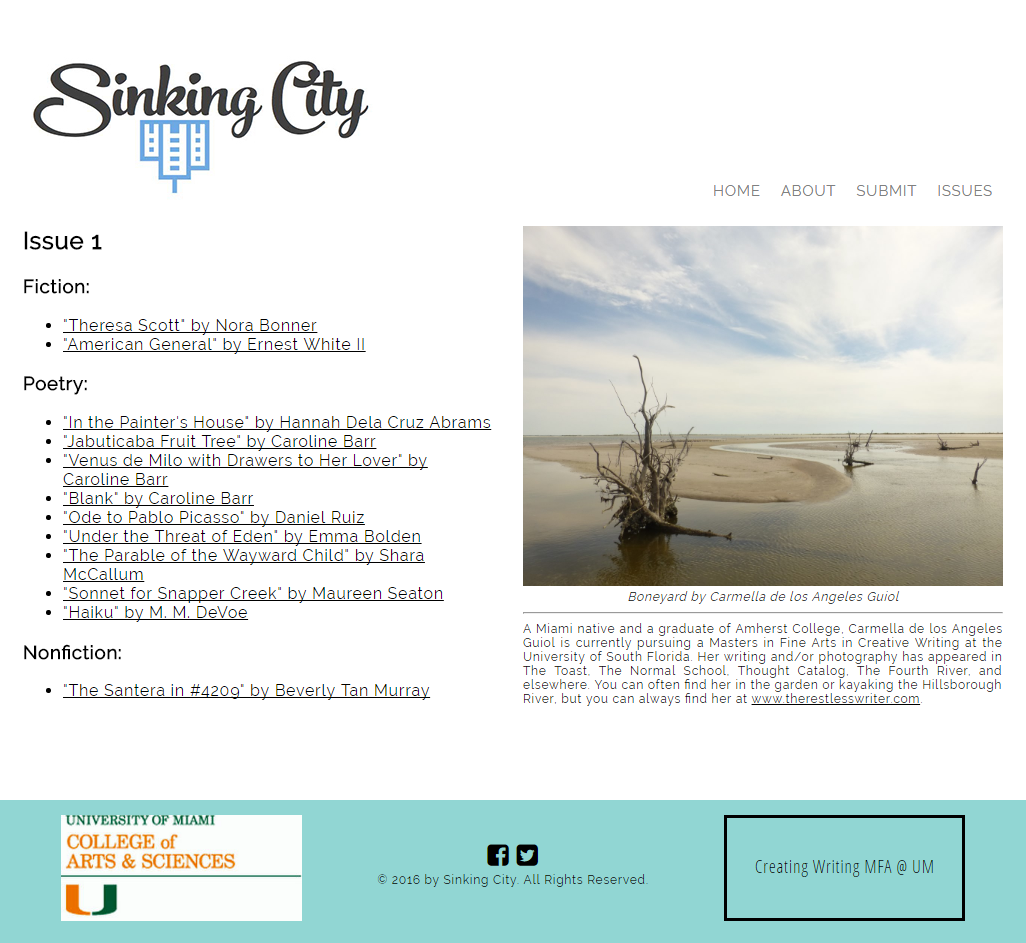 Sinking City
HOME ABOUT SUBMIT ISSUES
Issue 1
Fiction:
"Theresa Scott" by Nora Bonner
"American General" by Ernest White II
Poetry:
"In the Painter's House" by Hannah Dela Cruz Abrams
"Jabuticaba Fruit Tree" by Caroline Barr
"Venus de Milo with Drawers to Her Lover" by
Caroline Barr
"Blank" by Caroline Barr
"Ode to Pablo Picasso" by Daniel Ruiz
"Under the Threat of Eden" by Emma Bolden
"The Parable of the Wayward Child" by Shara
McCallum
"Sonnet for Snapper Creek" by Maureen Seaton
"Haiku" by M. M. DeVoe
Nonfiction:
"The Santera in #4209" by Beverly Tan Murray
Boneyard by Carmella de los Angeles Guiol
A Miami native and a graduate of Amherst College, Carmella de los Angeles
Guiol is currently pursuing a Masters in Fine Arts in Creative Writing at the
University of South Florida. Her writing and/or photography has appeared in
The Toast, The Normal School, Thought Catalog, The Fourth River, and
elsewhere. You can often find her in the garden or kayaking the Hillsborough
River, but you can always find her at www.therestlesswriter.com.
UNIVERSITY OF MIAMI
COLLEGE of
ARTS & SCIENCES
U
© 2016 by Sinking City. All Rights Reserved.
Creating Writing MFA @ UM